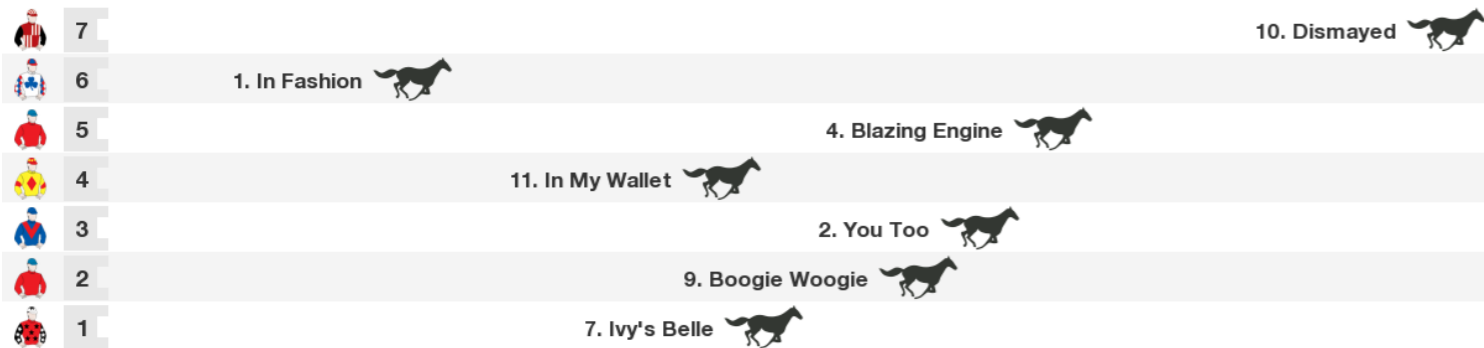 7 10. Dismayed
6 1. In Fashion
5 4. Blazing Engine
4 11. In My Wallet
3 2. You Too
2 9. Boogie Woogie
1 7. Ivy's Belle